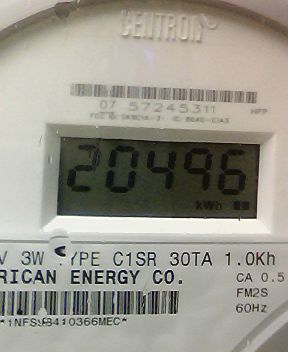 CENTRON
07 57245311 HFP
20496
kWh
V 3W TYPE C1SR 30TA 1.0Kh
RICAN ENERGY CO. CA 0.5
FM2S
60Hz